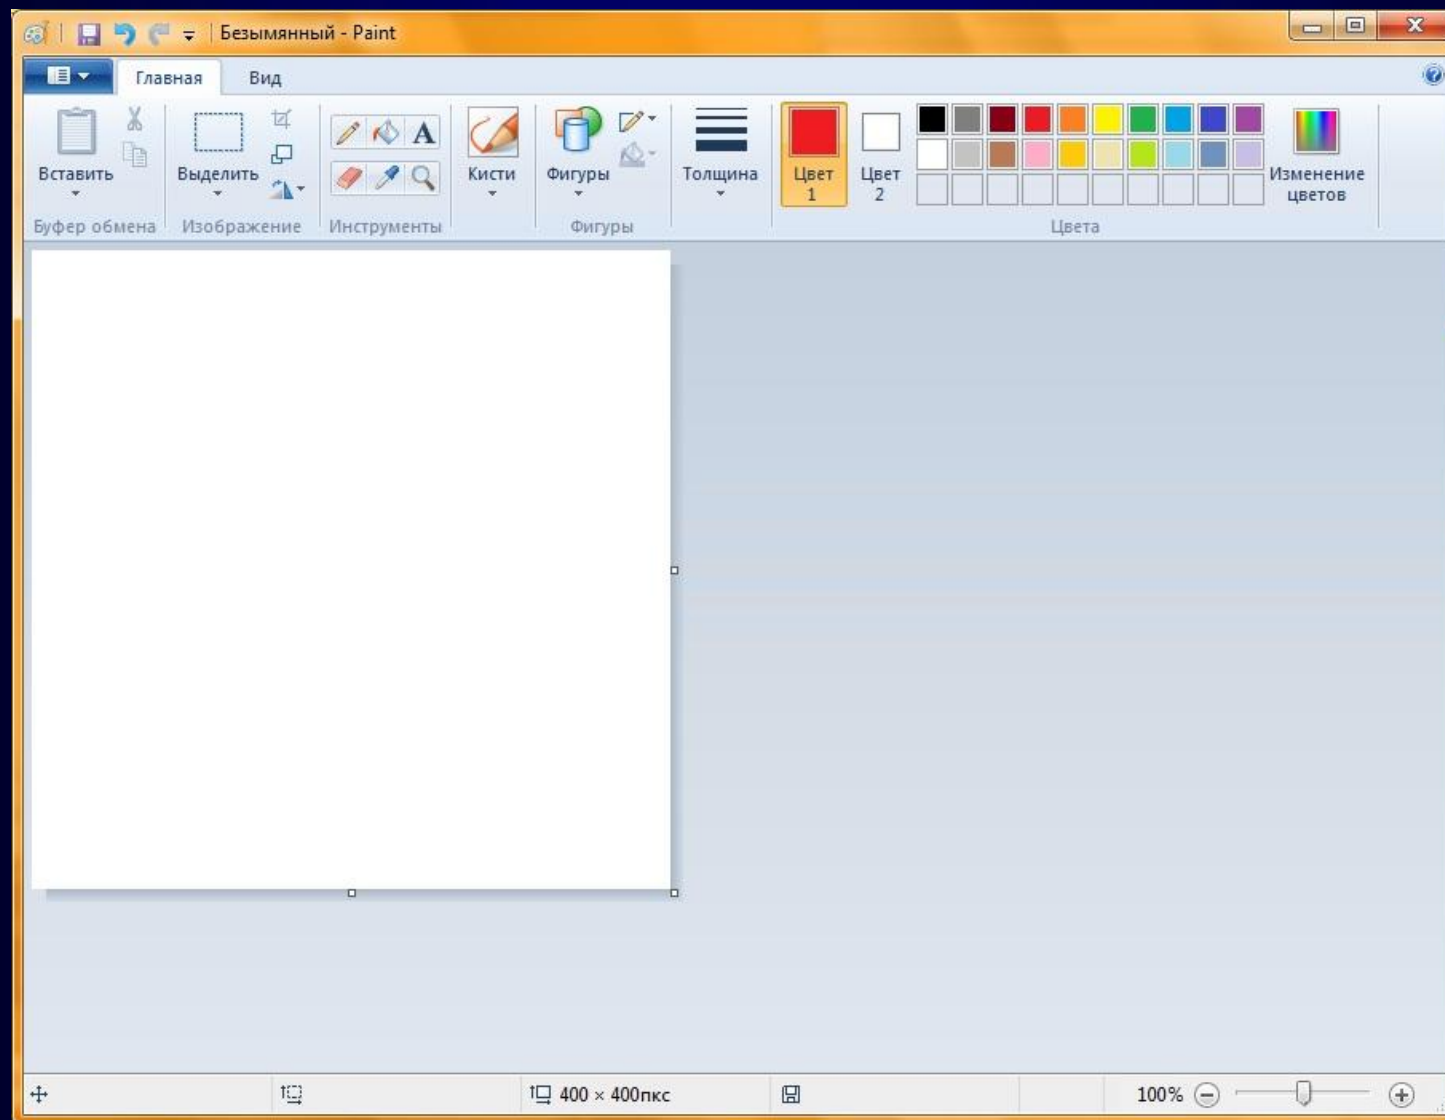 Безымянный - Paint
Главная Вид
Вставить
Выделить
A
Кисти
Фигуры
Толщина
Цвет 1
Цвет 2
Изменение цветов
Буфер обмена
Изображение
Инструменты
Фигуры
Цвета
400 × 400пкс
100%